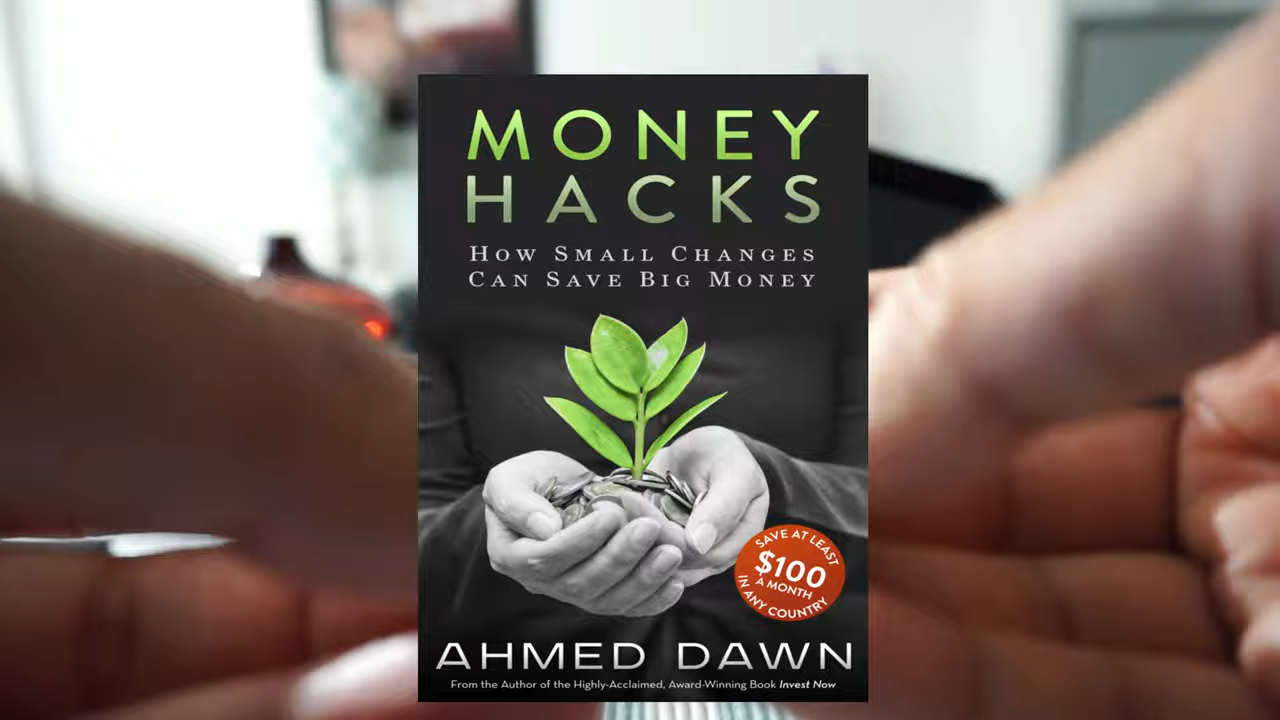 MONEY
HACKS
HOW SMALL CHANGES
CAN SAVE BIG MONEY
SAVE AT LEAST
$100
A MONTH
IN ANY COUNTRY
AHMED DAWN
From the Author of the Highly-Acclaimed, Award-Winning Book Invest Now